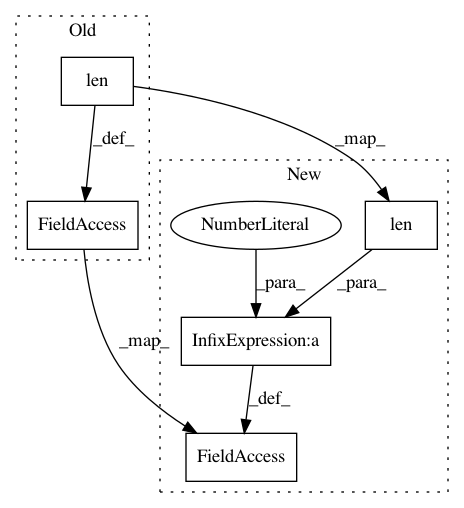 Old
len
_def_
_map_
New
FieldAccess
NumberLiteral
len
_para_
_para_
_map_
InfixExpression:a
_def_
FieldAccess